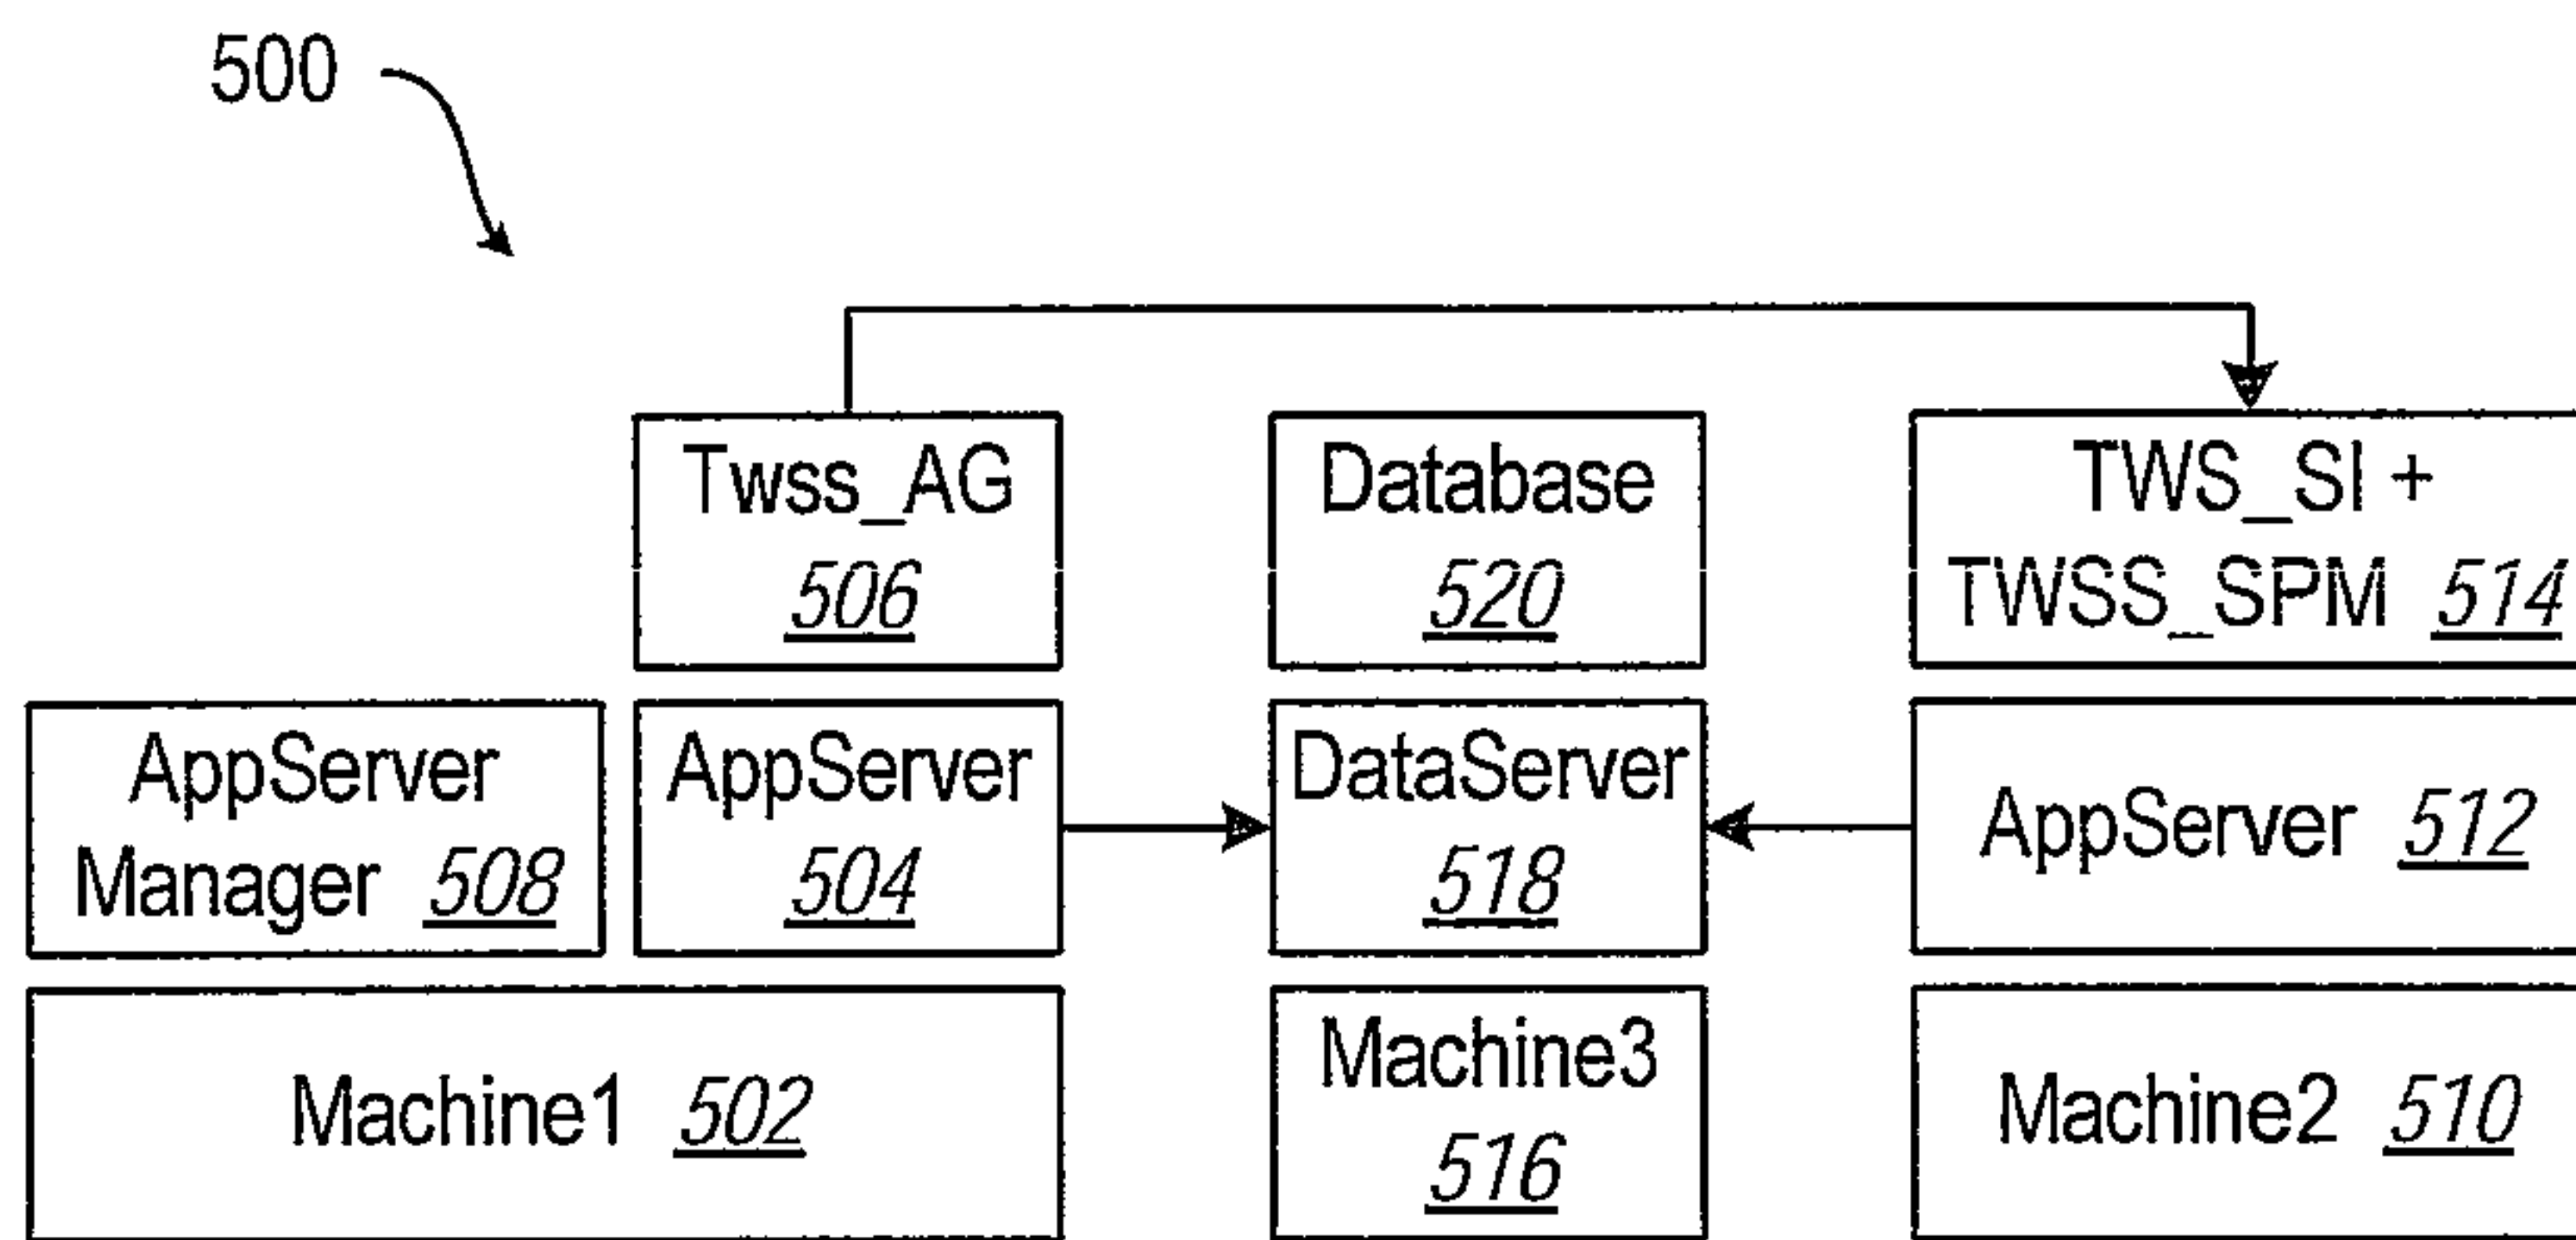 500
Twss_AG
506
Database
520
TWS_SI +
TWSS_SPM 514
AppServer
Manager 508
AppServer
504
DataServer
518
AppServer 512
Machine1 502
Machine3
516
Machine2 510